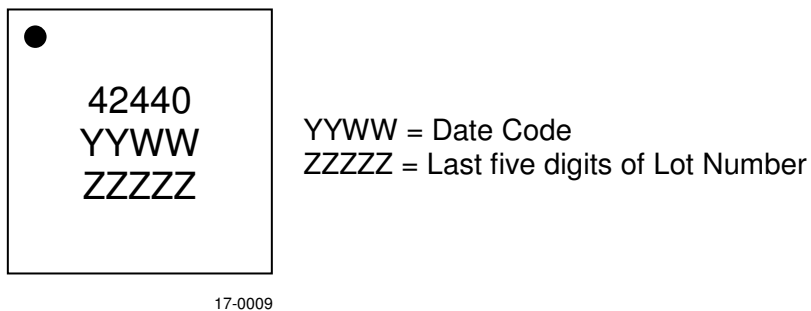 42440
YYWW
ZZZZZ
YYWW = Date Code
ZZZZZ = Last five digits of Lot Number
17-0009